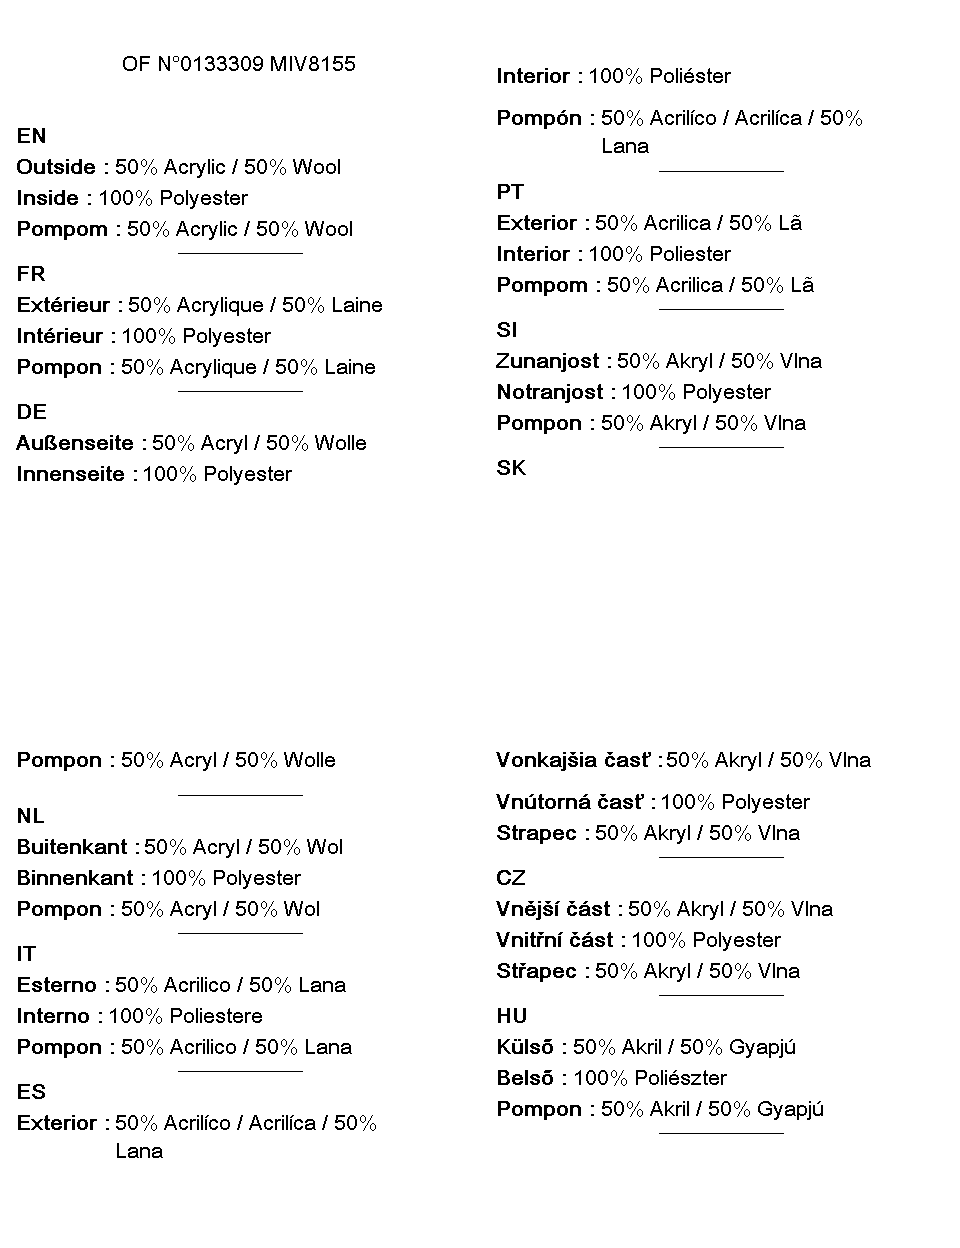 OF N°0133309 MIV8155
EN
Outside : 50% Acrylic / 50% Wool
Inside : 100% Polyester
Pompom : 50% Acrylic / 50% Wool
FR
Extérieur : 50% Acrylique / 50% Laine
Intérieur : 100% Polyester
Pompon : 50% Acrylique / 50% Laine
DE
Außenseite : 50% Acryl / 50% Wolle
Innenseite : 100% Polyester
Pompon : 50% Acryl / 50% Wolle
NL
Buitenkant : 50% Acryl / 50% Wol
Binnenkant : 100% Polyester
Pompon : 50% Acryl / 50% Wol
IT
Esterno : 50% Acrilico / 50% Lana
Interno : 100% Poliestere
Pompon : 50% Acrilico / 50% Lana
ES
Exterior : 50% Acrilíco / Acrilíca / 50%
Lana
Interior : 100% Poliéster
Pompón : 50% Acrilíco / Acrilíca / 50%
Lana
PT
Exterior : 50% Acrilica / 50% Lã
Interior : 100% Poliester
Pompom : 50% Acrilica / 50% Lã
SI
Zunanjost : 50% Akryl / 50% Vlna
Notranjost : 100% Polyester
Pompon : 50% Akryl / 50% Vlna
SK
Vonkajšia časť : 50% Akryl / 50% Vlna
Vnútorná časť : 100% Polyester
Strapec : 50% Akryl / 50% Vlna
CZ
Vnější část : 50% Akryl / 50% Vlna
Vnitřní část : 100% Polyester
Střapec : 50% Akryl / 50% Vlna
HU
Külsõ : 50% Akril / 50% Gyapjú
Belsõ : 100% Poliészter
Pompon : 50% Akril / 50% Gyapjú